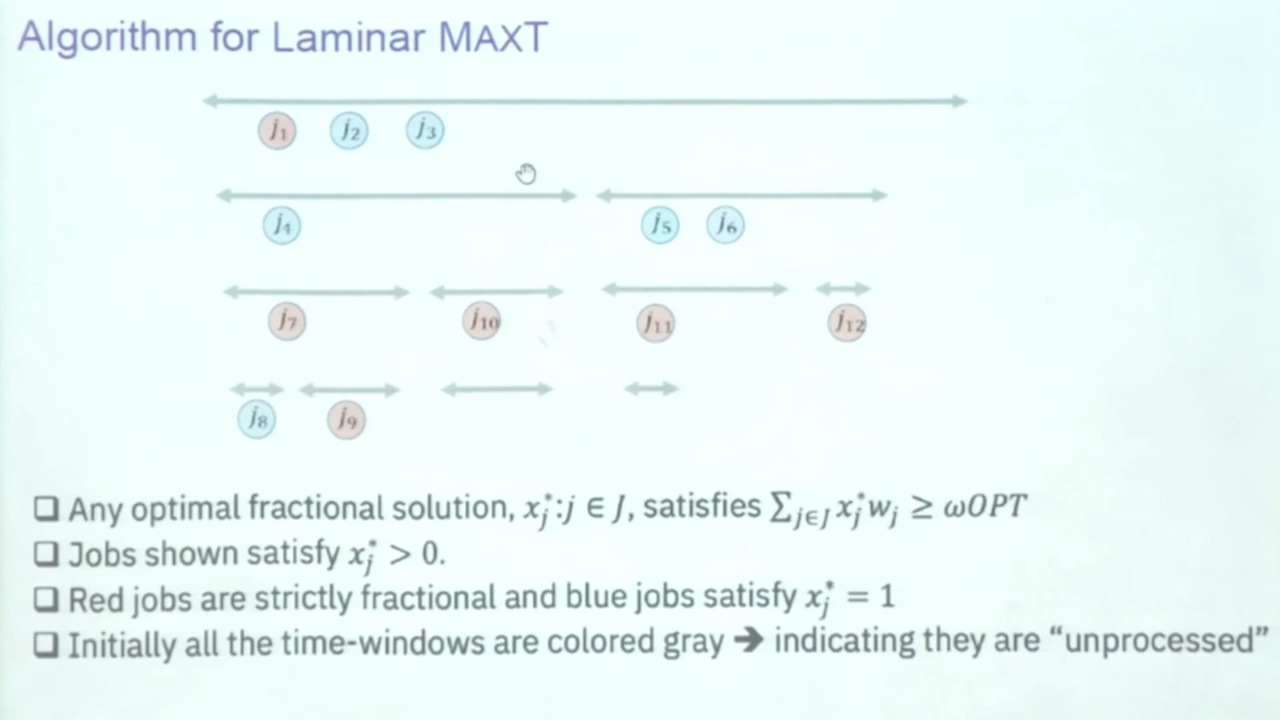 Algorithm for Laminar MAXT
j₁ j₂ j₃
j₄ j₅ j₆
j₇ j₁₀ j₁₁ j₁₂
j₈ j₉
❑ Any optimal fractional solution, x*ⱼ: j ∈ J, satisfies ∑ⱼ∈J x*ⱼwⱼ ≥ ωOPT
❑ Jobs shown satisfy x*ⱼ > 0.
❑ Red jobs are strictly fractional and blue jobs satisfy x*ⱼ = 1
❑ Initially all the time-windows are colored gray ➔ indicating they are “unprocessed”